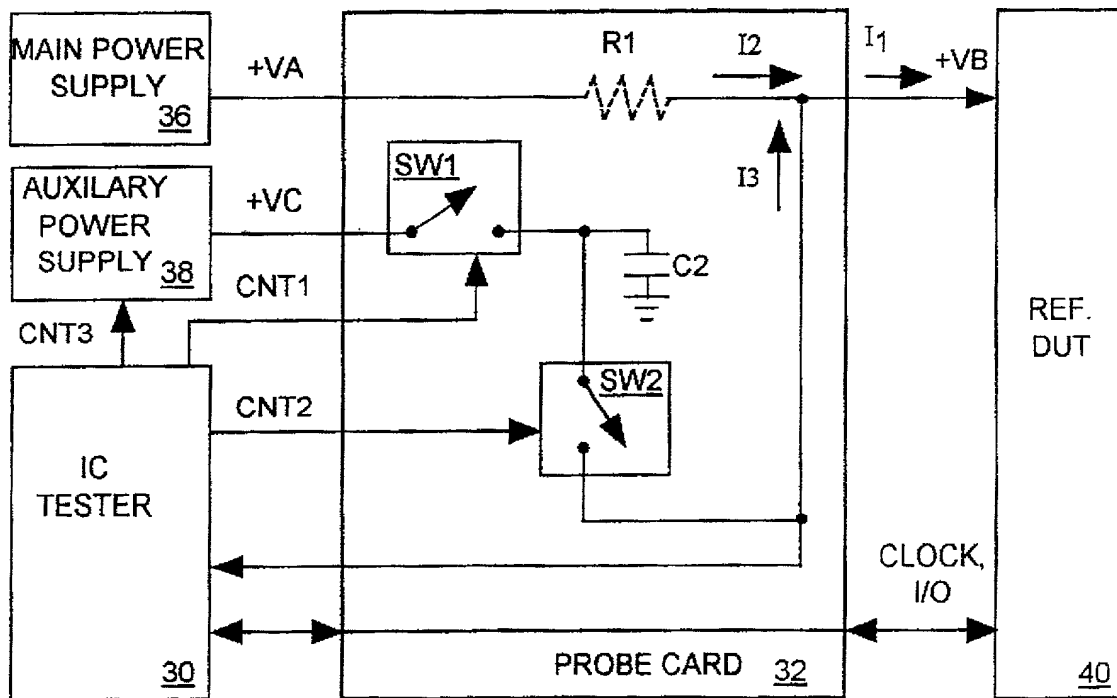 MAIN POWER
SUPPLY
36
+VA
R1
I2
I1
+VB
AUXILARY
POWER
SUPPLY
38
+VC
SW1
I3
C2
CNT1
CNT3
REF.
DUT
SW2
CNT2
IC
TESTER
CLOCK,
I/O
30
PROBE CARD
32
40